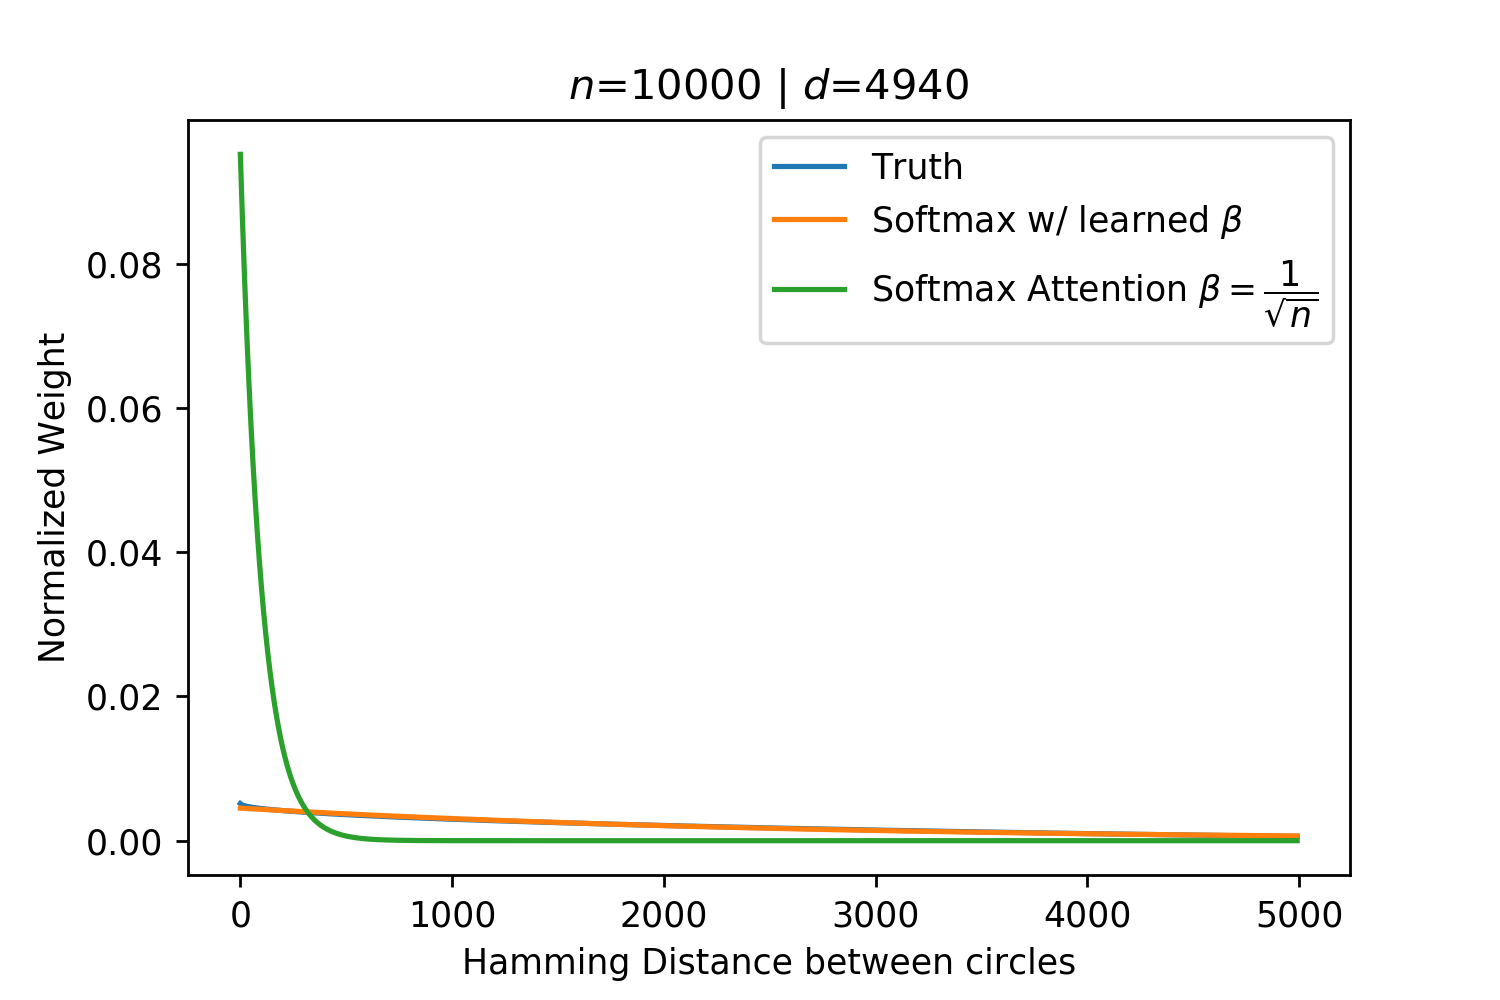 n=10000 | d=4940
Truth
Softmax w/ learned β
Softmax Attention β = 1/√n
Normalized Weight
0.08
0.06
0.04
0.02
0.00
0 1000 2000 3000 4000 5000
Hamming Distance between circles